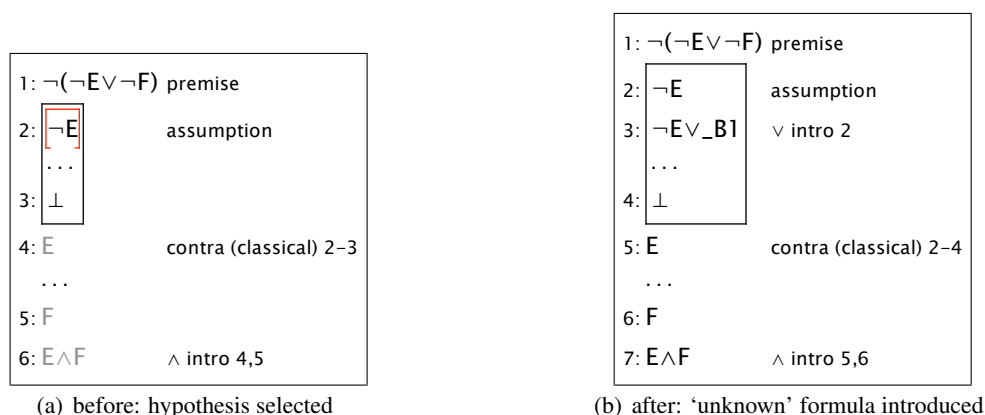 1: ¬(¬E∨¬F) premise
2: ¬E assumption
...
3: ⊥
4: E contra (classical) 2–3
...
5: F
6: E∧F ∧ intro 4,5
(a) before: hypothesis selected
1: ¬(¬E∨¬F) premise
2: ¬E assumption
3: ¬E∨_B1 ∨ intro 2
...
4: ⊥
5: E contra (classical) 2–4
...
6: F
7: E∧F ∧ intro 5,6
(b) after: ‘unknown’ formula introduced